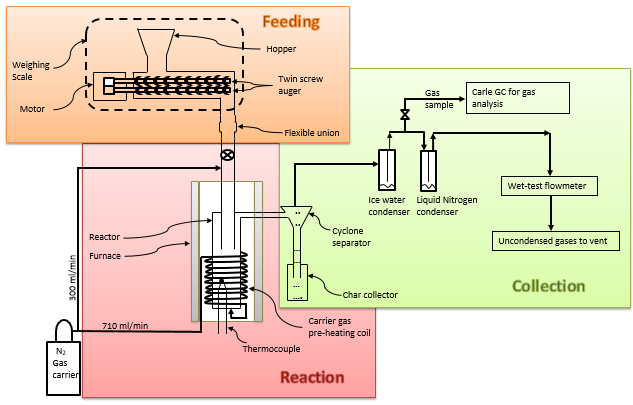 Feeding
Hopper
Weighing
Scale
Twin screw
auger
Motor
Flexible union
Gas
sample
Carle GC for gas
analysis
Ice water
condenser
Liquid Nitrogen
condenser
Wet-test flowmeter
Uncondensed gases to vent
Reactor
Furnace
Cyclone
separator
Char collector
Collection
300 ml/min
710 ml/min
Carrier gas
pre-heating coil
Thermocouple
N2
Gas
carrier
Reaction